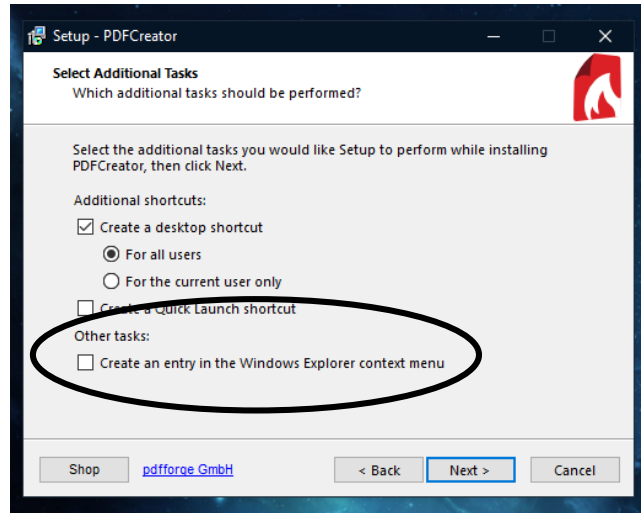 Setup - PDFCreator
Select Additional Tasks
Which additional tasks should be performed?
Select the additional tasks you would like Setup to perform while installing
PDFCreator, then click Next.
Additional shortcuts:
Create a desktop shortcut
For all users
For the current user only
Create a Quick Launch shortcut
Other tasks:
Create an entry in the Windows Explorer context menu
Shop
pdfforge GmbH
< Back
Next >
Cancel